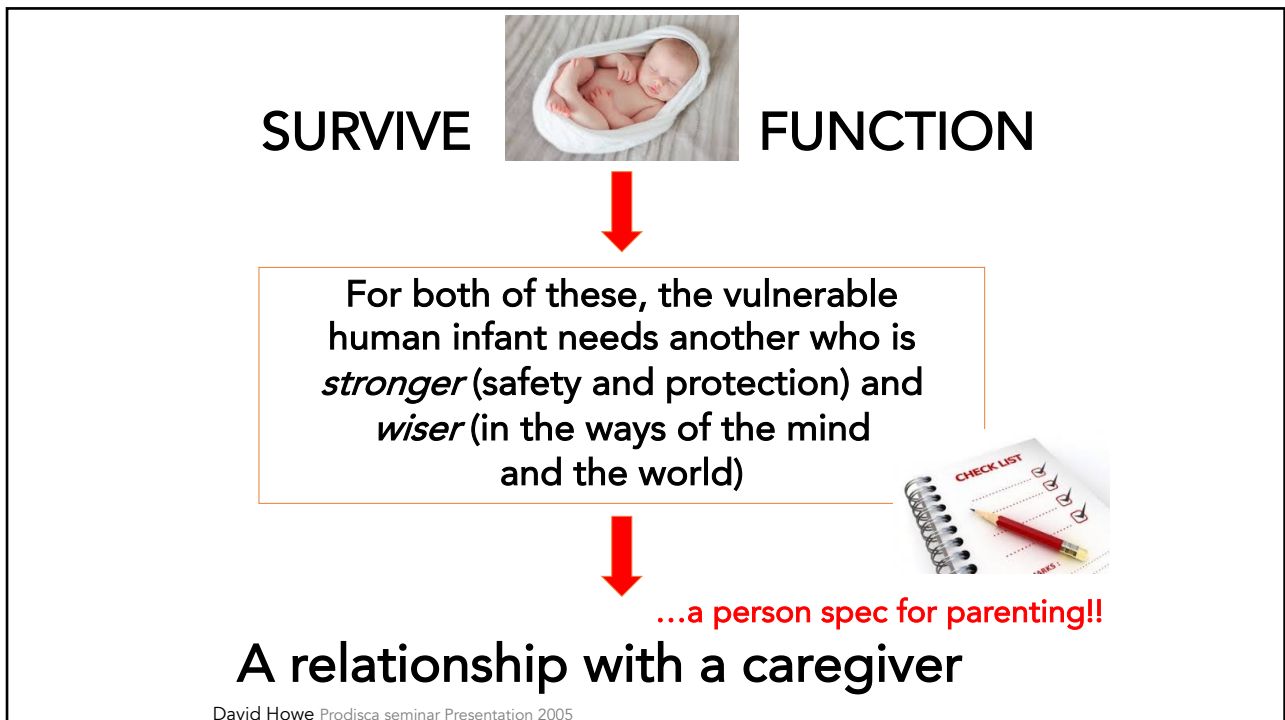 SURVIVE FUNCTION
For both of these, the vulnerable
human infant needs another who is
stronger (safety and protection) and
wiser (in the ways of the mind
and the world)
CHECK LIST
ARKS :
…a person spec for parenting!!
A relationship with a caregiver
David Howe Prodisca seminar Presentation 2005